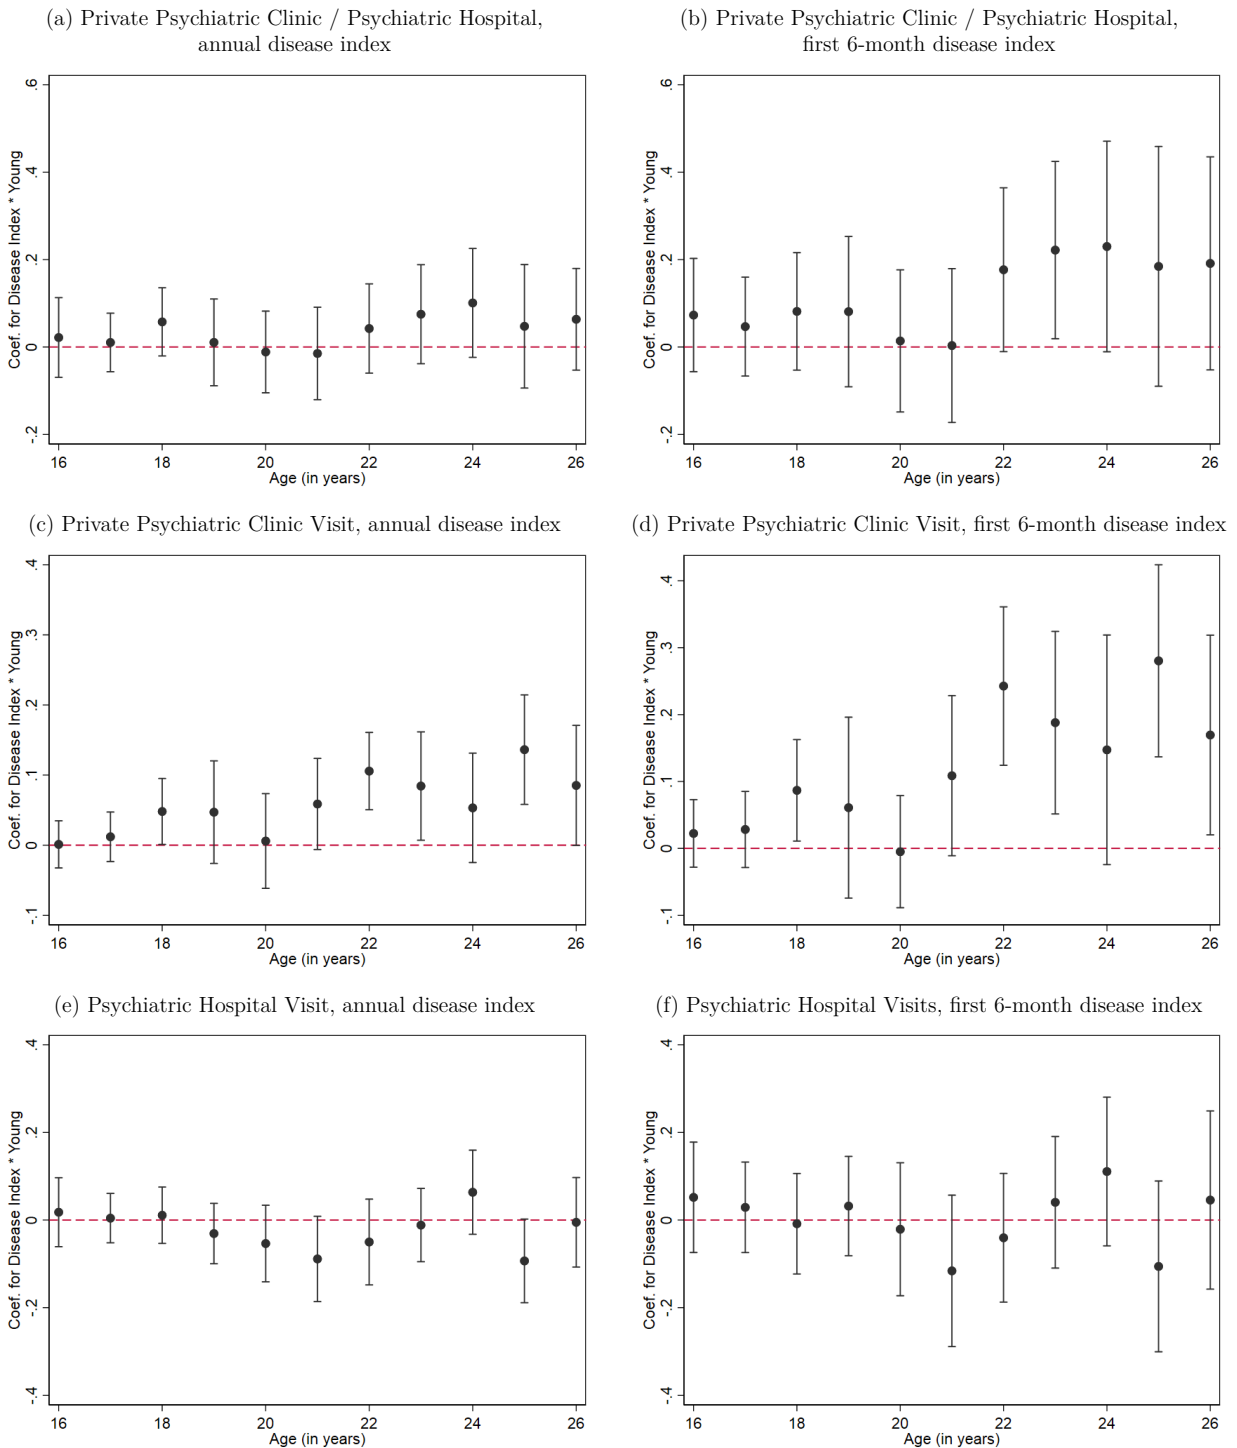 (a) Private Psychiatric Clinic / Psychiatric Hospital,
annual disease index
Coef. for Disease Index * Young
.6
.4
.2
0
-.2
16 18 20 22 24 26
Age (in years)
(b) Private Psychiatric Clinic / Psychiatric Hospital,
first 6-month disease index
Coef. for Disease Index * Young
.6
.4
.2
0
-.2
16 18 20 22 24 26
Age (in years)
(c) Private Psychiatric Clinic Visit, annual disease index
Coef. for Disease Index * Young
.4
.3
.2
.1
0
-.1
16 18 20 22 24 26
Age (in years)
(d) Private Psychiatric Clinic Visit, first 6-month disease index
Coef. for Disease Index * Young
.4
.3
.2
.1
0
-.1
16 18 20 22 24 26
Age (in years)
(e) Psychiatric Hospital Visit, annual disease index
Coef. for Disease Index * Young
.4
.2
0
-.2
-.4
16 18 20 22 24 26
Age (in years)
(f) Psychiatric Hospital Visits, first 6-month disease index
Coef. for Disease Index * Young
.4
.2
0
-.2
-.4
16 18 20 22 24 26
Age (in years)